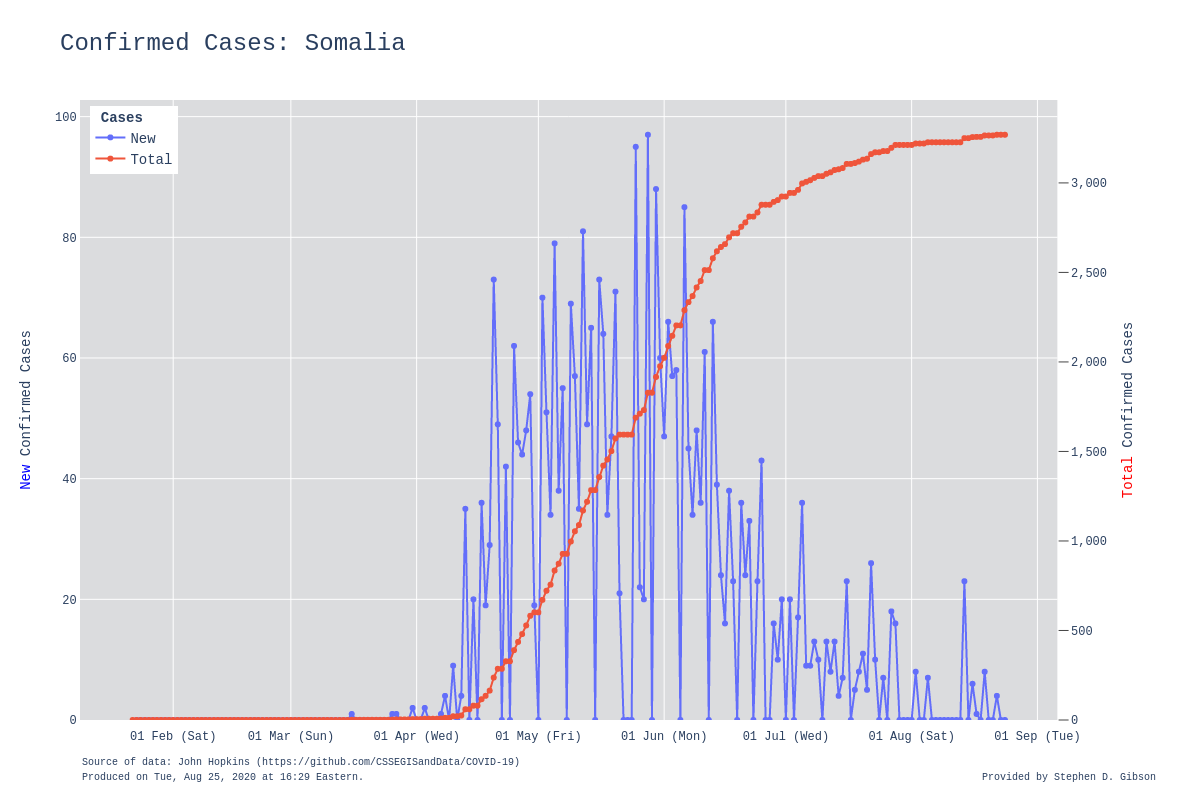 Confirmed Cases: Somalia
Cases
New
Total
100
80
60
40
20
0
3,000
2,500
2,000
1,500
1,000
500
0
New Confirmed Cases
Total Confirmed Cases
01 Feb (Sat)
01 Mar (Sun)
01 Apr (Wed)
01 May (Fri)
01 Jun (Mon)
01 Jul (Wed)
01 Aug (Sat)
01 Sep (Tue)
Source of data: John Hopkins (https://github.com/CSSEGISandData/COVID-19)
Produced on Tue, Aug 25, 2020 at 16:29 Eastern.
Provided by Stephen D. Gibson